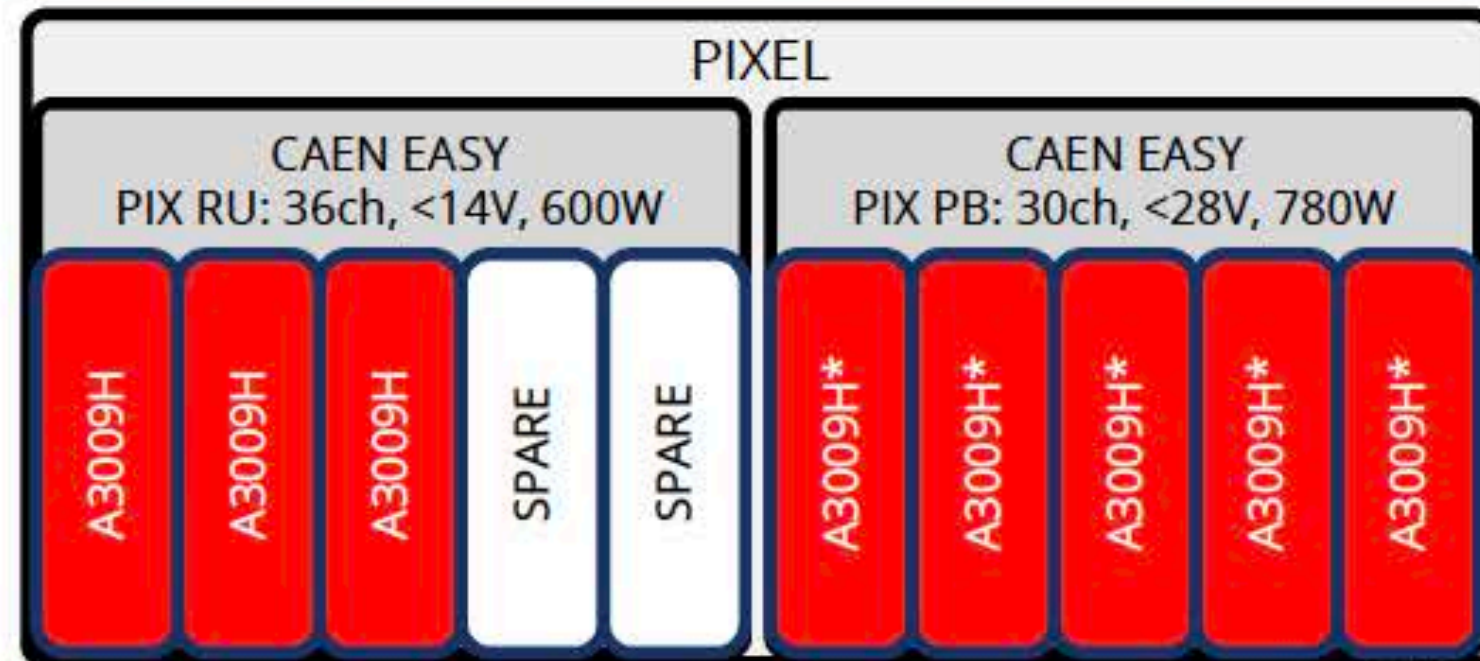 PIXEL
CAEN EASY
PIX RU: 36ch, <14V, 600W
A3009H
A3009H
A3009H
SPARE
SPARE
CAEN EASY
PIX PB: 30ch, <28V, 780W
A3009H*
A3009H*
A3009H*
A3009H*
A3009H*